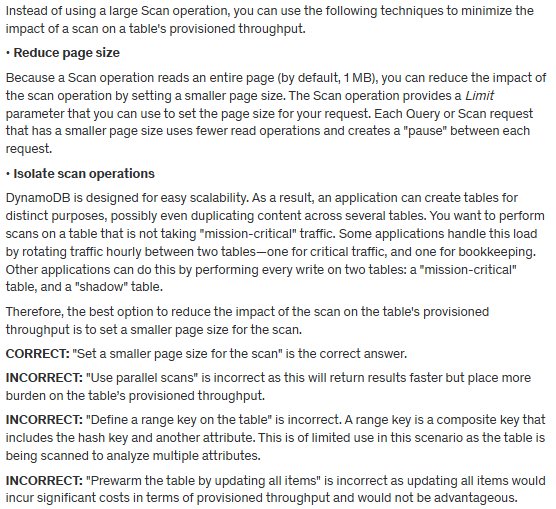 Instead of using a large Scan operation, you can use the following techniques to minimize the
impact of a scan on a table's provisioned throughput.
• Reduce page size
Because a Scan operation reads an entire page (by default, 1 MB), you can reduce the impact of
the scan operation by setting a smaller page size. The Scan operation provides a Limit
parameter that you can use to set the page size for your request. Each Query or Scan request
that has a smaller page size uses fewer read operations and creates a "pause" between each
request.
• Isolate scan operations
DynamoDB is designed for easy scalability. As a result, an application can create tables for
distinct purposes, possibly even duplicating content across several tables. You want to perform
scans on a table that is not taking "mission-critical" traffic. Some applications handle this load
by rotating traffic hourly between two tables—one for critical traffic, and one for bookkeeping.
Other applications can do this by performing every write on two tables: a "mission-critical"
table, and a "shadow" table.
Therefore, the best option to reduce the impact of the scan on the table's provisioned
throughput is to set a smaller page size for the scan.
CORRECT: "Set a smaller page size for the scan" is the correct answer.
INCORRECT: "Use parallel scans" is incorrect as this will return results faster but place more
burden on the table's provisioned throughput.
INCORRECT: "Define a range key on the table" is incorrect. A range key is a composite key that
includes the hash key and another attribute. This is of limited use in this scenario as the table is
being scanned to analyze multiple attributes.
INCORRECT: "Prewarm the table by updating all items" is incorrect as updating all items would
incur significant costs in terms of provisioned throughput and would not be advantageous.